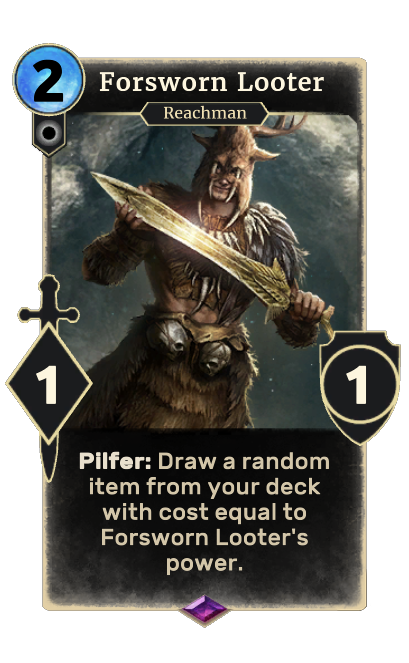 2
Forsworn Looter
Reachman
1
1
Pilfer: Draw a random
item from your deck
with cost equal to
Forsworn Looter's
power.